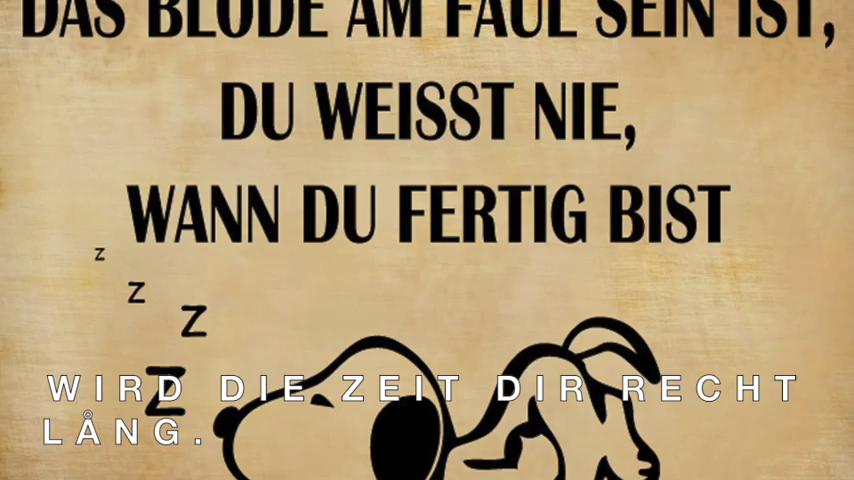 DAS BLÖDE AM FAUL SEIN IST,
DU WEISST NIE,
WANN DU FERTIG BIST
z
z
Z
Z
WIRD DIE ZEIT DIR RECHT
LÅNG.